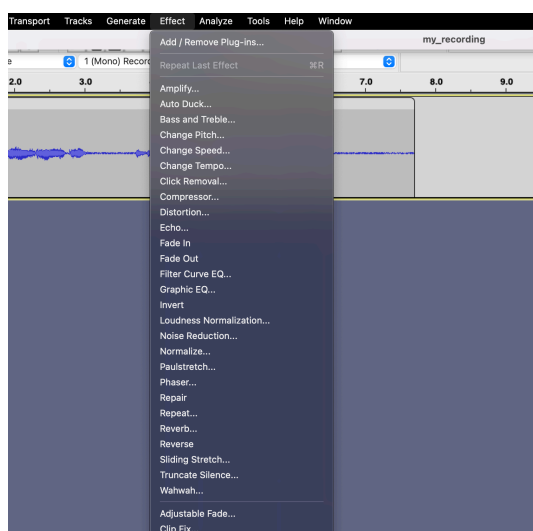 Transport Tracks Generate Effect Analyze Tools Help Window
my_recording
Add / Remove Plug-ins...
e 1 (Mono) Record
Repeat Last Effect ⌘R
2.0 3.0 7.0 8.0 9.0
Amplify...
Auto Duck...
Bass and Treble...
Change Pitch...
Change Speed...
Change Tempo...
Click Removal...
Compressor...
Distortion...
Echo...
Fade In
Fade Out
Filter Curve EQ...
Graphic EQ...
Invert
Loudness Normalization...
Noise Reduction...
Normalize...
Paulstretch...
Phaser...
Repair
Repeat...
Reverb...
Reverse
Sliding Stretch...
Truncate Silence...
Wahwah...
Adjustable Fade...
Clip Fix...